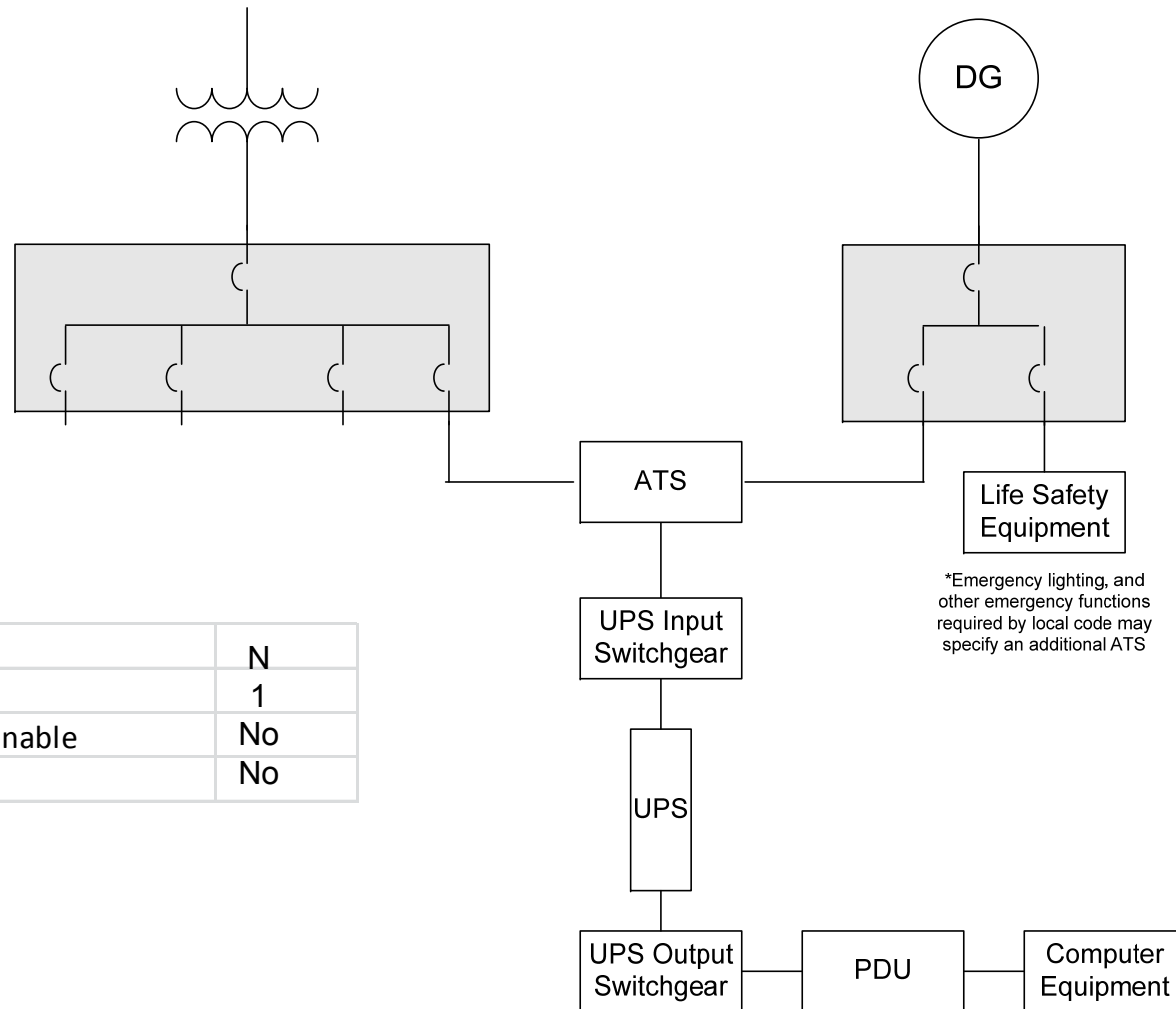 DG
ATS
Life Safety
Equipment
*Emergency lighting, and
other emergency functions
required by local code may
specify an additional ATS
UPS Input
Switchgear
N
1
nable No
No
UPS
UPS Output
Switchgear
PDU
Computer
Equipment